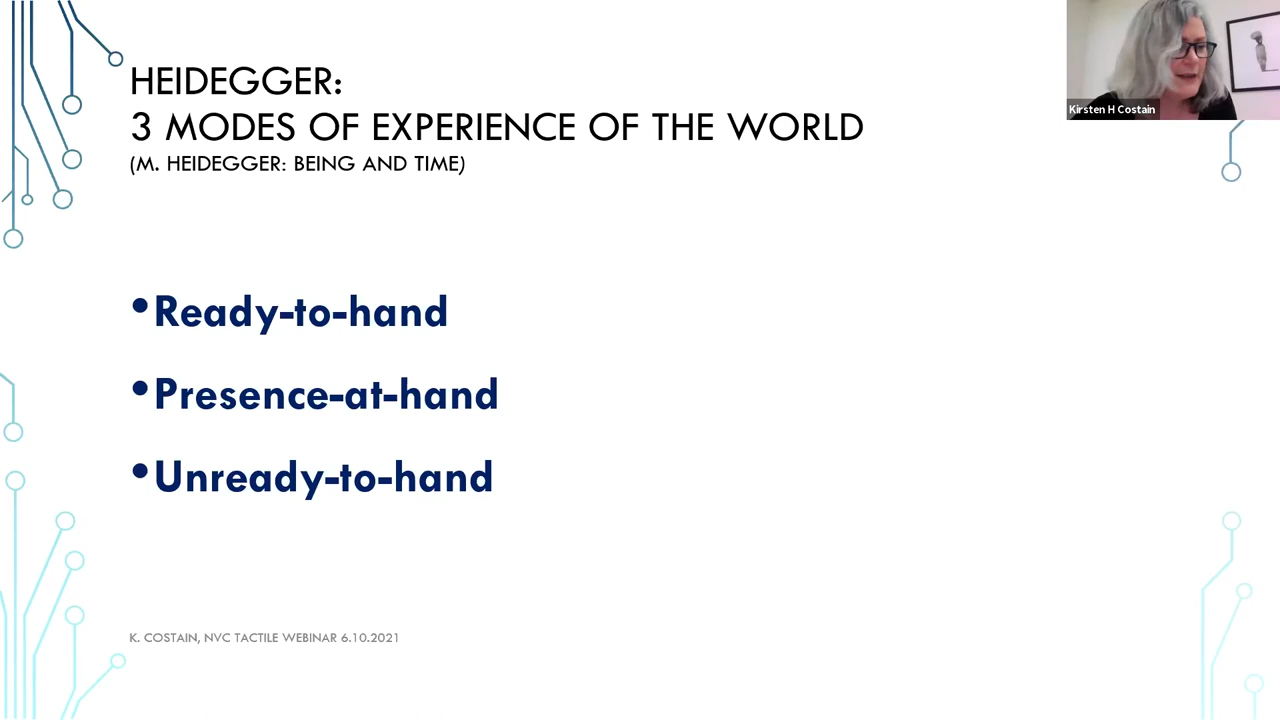 HEIDEGGER:
3 MODES OF EXPERIENCE OF THE WORLD
(M. HEIDEGGER: BEING AND TIME)
Kirsten H Costain
•Ready-to-hand
•Presence-at-hand
•Unready-to-hand
K. COSTAIN, NVC TACTILE WEBINAR 6.10.2021